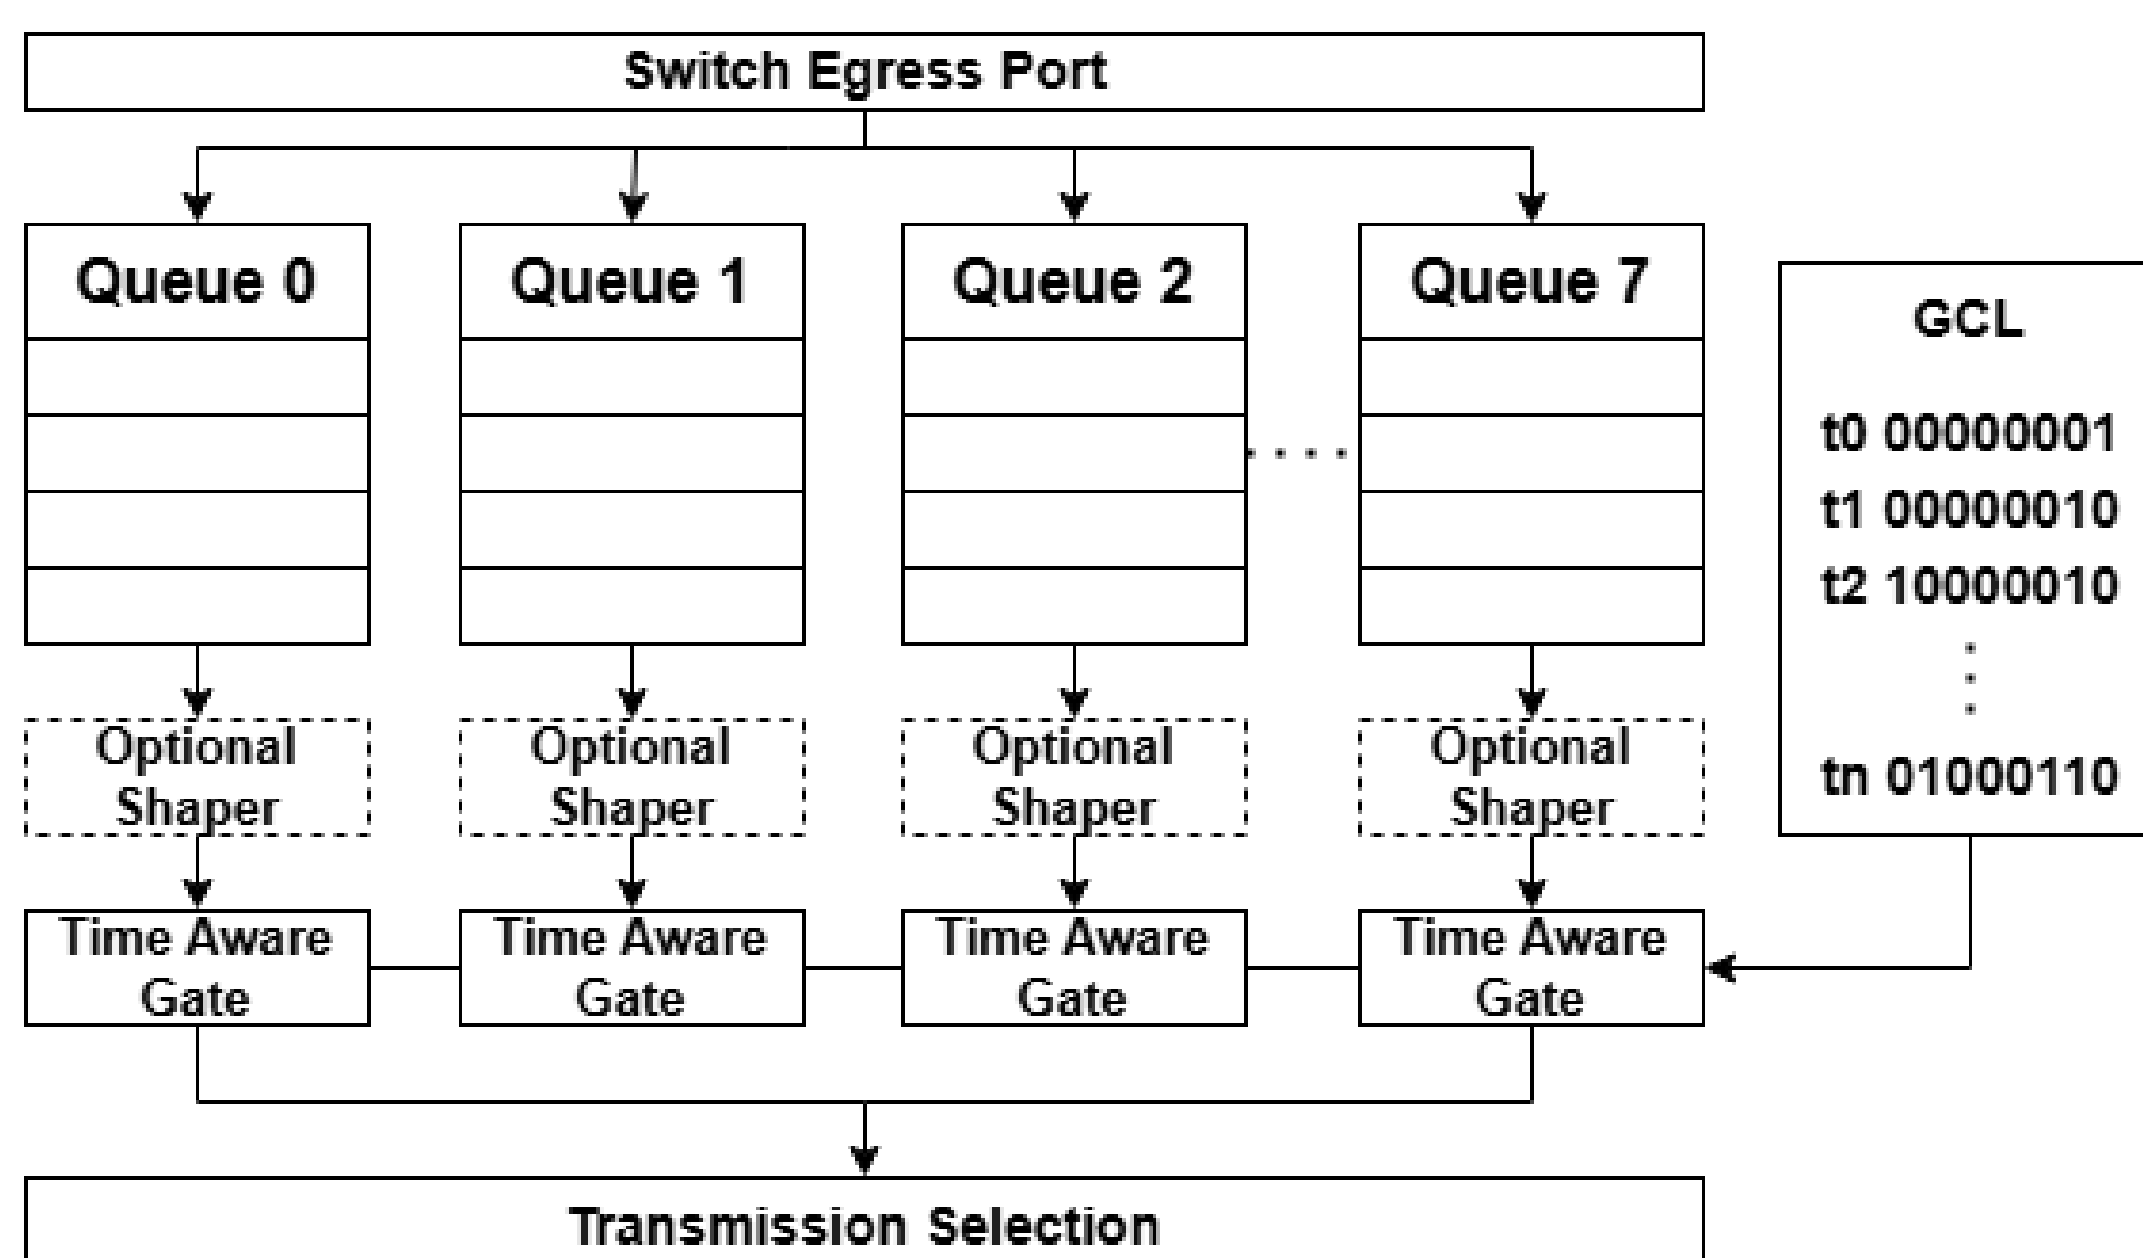 Switch Egress Port
Queue 0
Queue 1
Queue 2
Queue 7
GCL
t0 00000001
t1 00000010
t2 10000010
tn 01000110
Optional
Shaper
Optional
Shaper
Optional
Shaper
Optional
Shaper
Time Aware
Gate
Time Aware
Gate
Time Aware
Gate
Time Aware
Gate
Transmission Selection